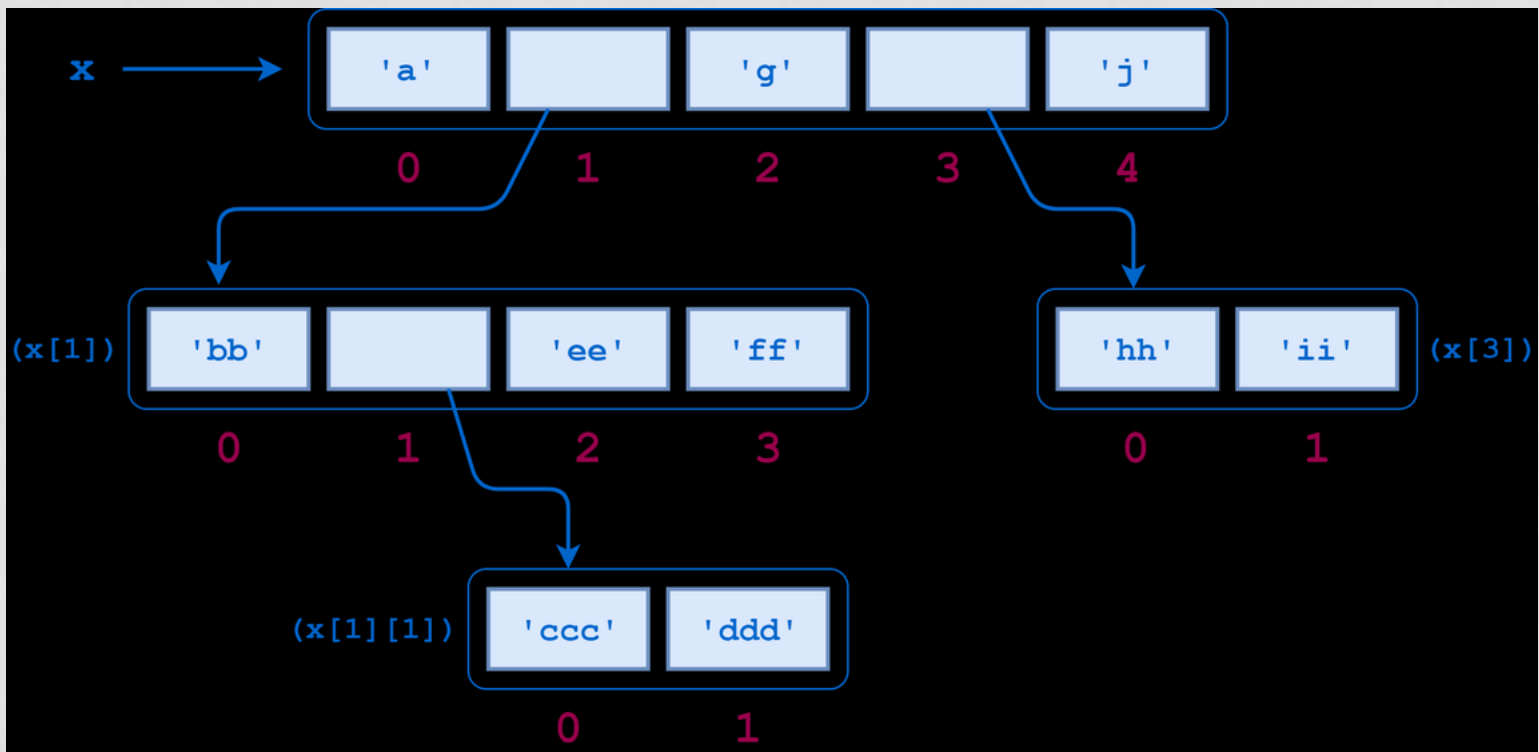 x 'a' 'g' 'j'
0 1 2 3 4
(x[1]) 'bb' 'ee' 'ff' 'hh' 'ii' (x[3])
0 1 2 3 0 1
(x[1][1]) 'ccc' 'ddd'
0 1